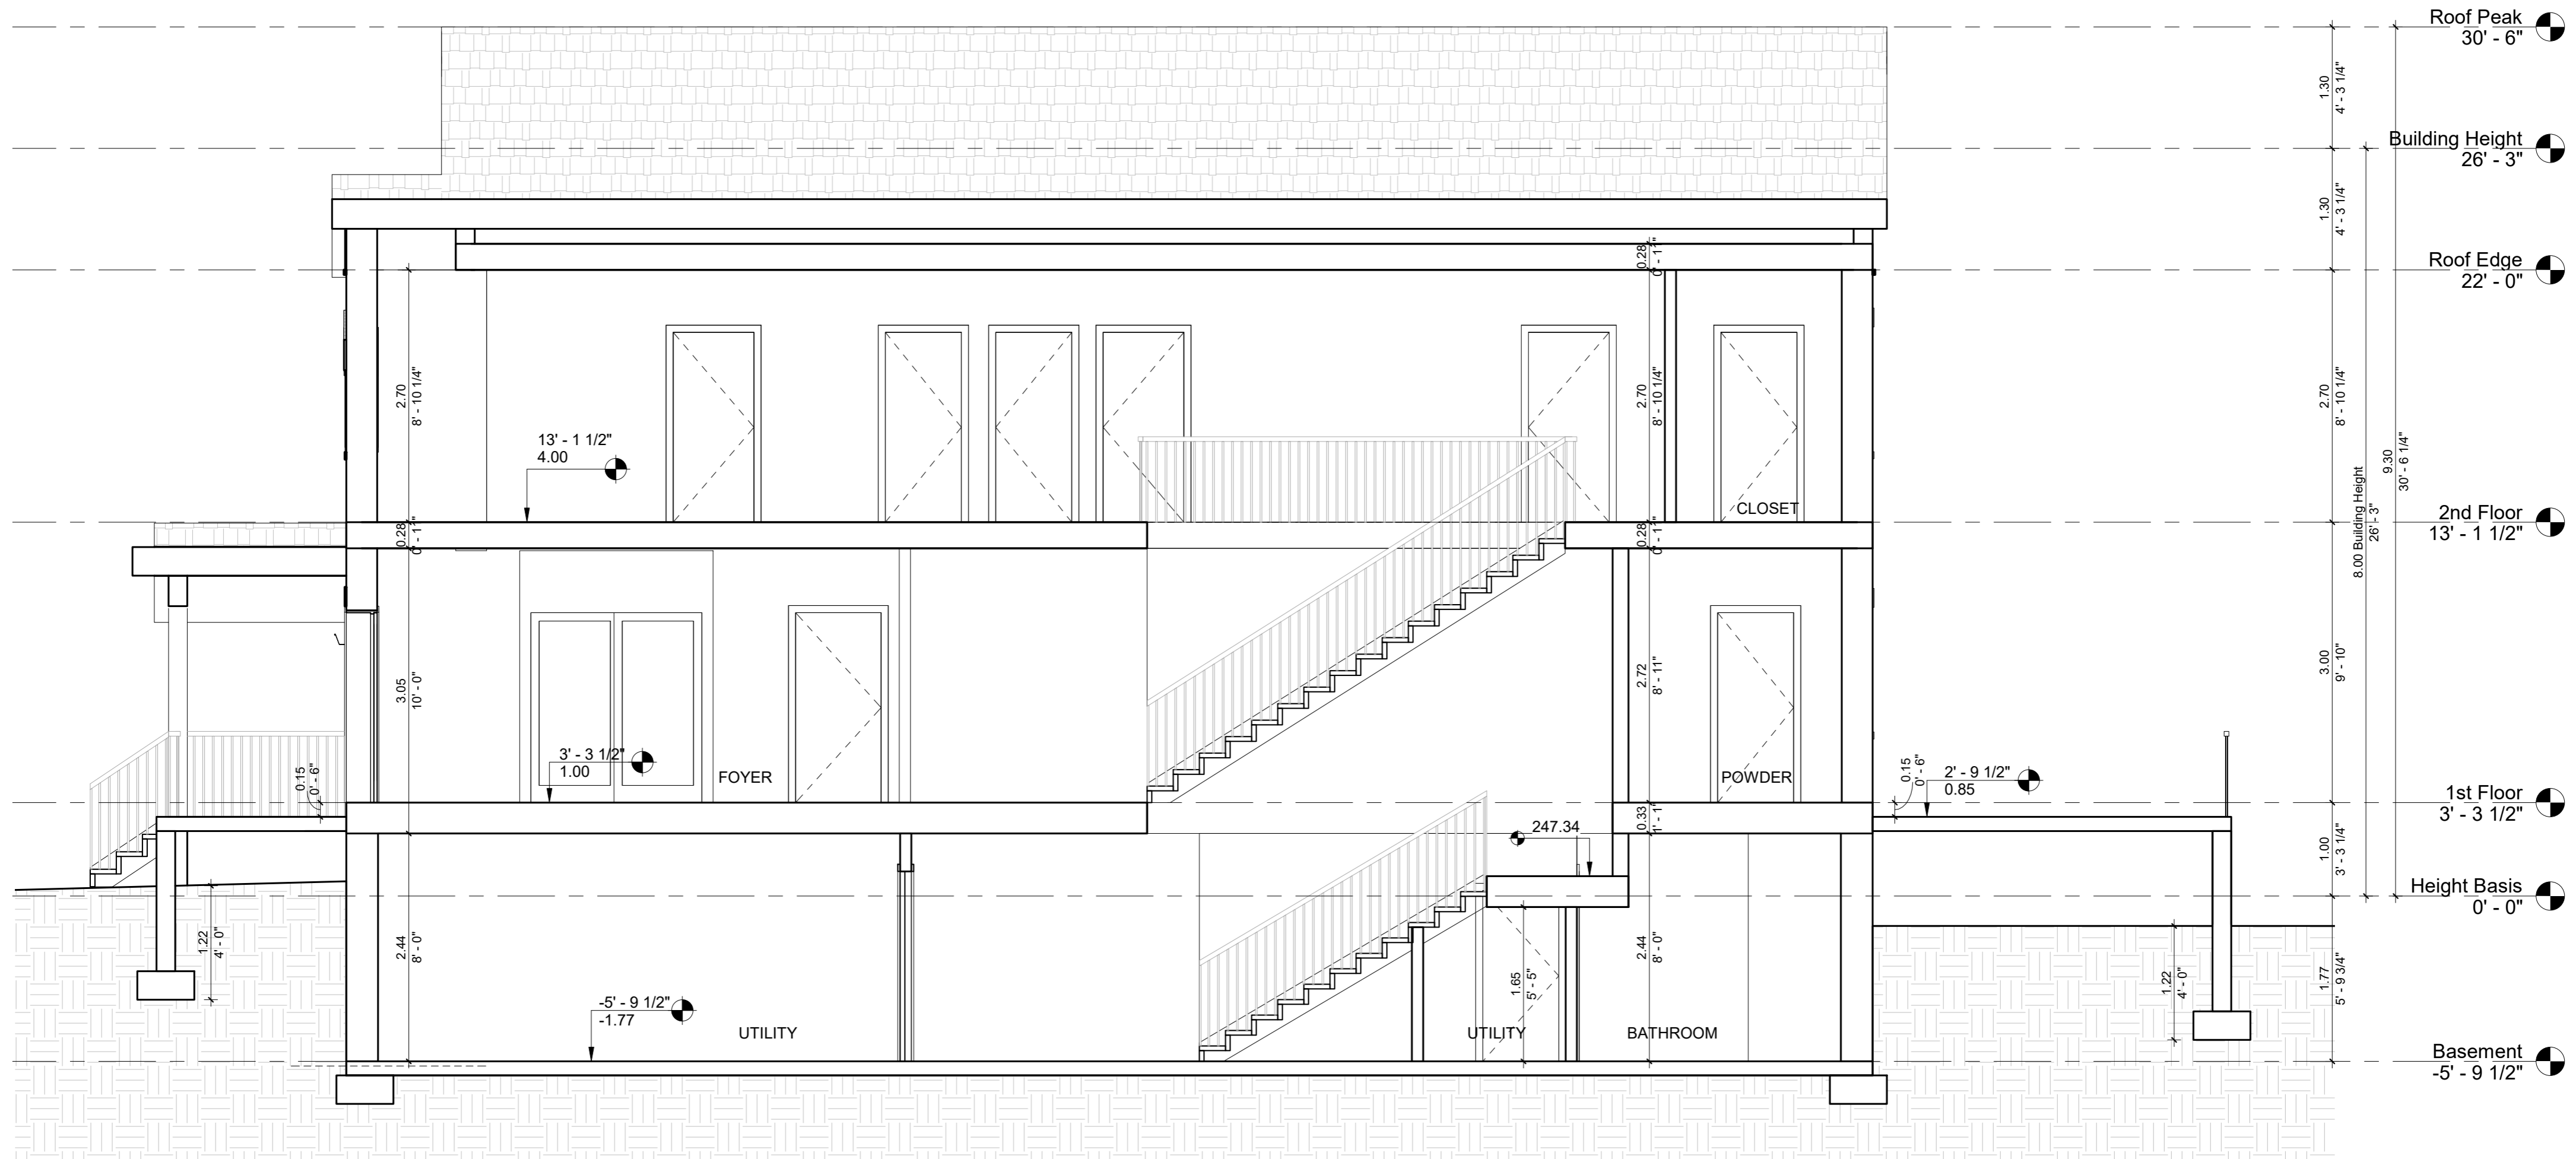 Roof Peak
30' - 6"
1.30
4' - 3 1/4"
Building Height
26' - 3"
1.30
4' - 3 1/4"
0.28
0' - 11"
Roof Edge
22' - 0"
2.70
8' - 10 1/4"
2.70
8' - 10 1/4"
2.70
8' - 10 1/4"
13' - 1 1/2"
4.00
9.30
30' - 6 1/4"
8.00 Building Height
26' - 3"
CLOSET
2nd Floor
13' - 1 1/2"
0.28
0' - 11"
0.28
0' - 11"
3.05
10' - 0"
2.72
8' - 11"
3.00
9' - 10"
3' - 3 1/2"
1.00
FOYER
POWDER
0.15
0' - 6"
0.15
0' - 6"
2' - 9 1/2"
0.85
1st Floor
3' - 3 1/2"
0.33
1' - 1"
247.34
1.00
3' - 3 1/4"
Height Basis
0' - 0"
1.22
4' - 0"
2.44
8' - 0"
2.44
8' - 0"
1.65
5' - 5"
1.22
4' - 0"
1.77
5' - 9 3/4"
-5' - 9 1/2"
-1.77
UTILITY
UTILITY
BATHROOM
Basement
-5' - 9 1/2"